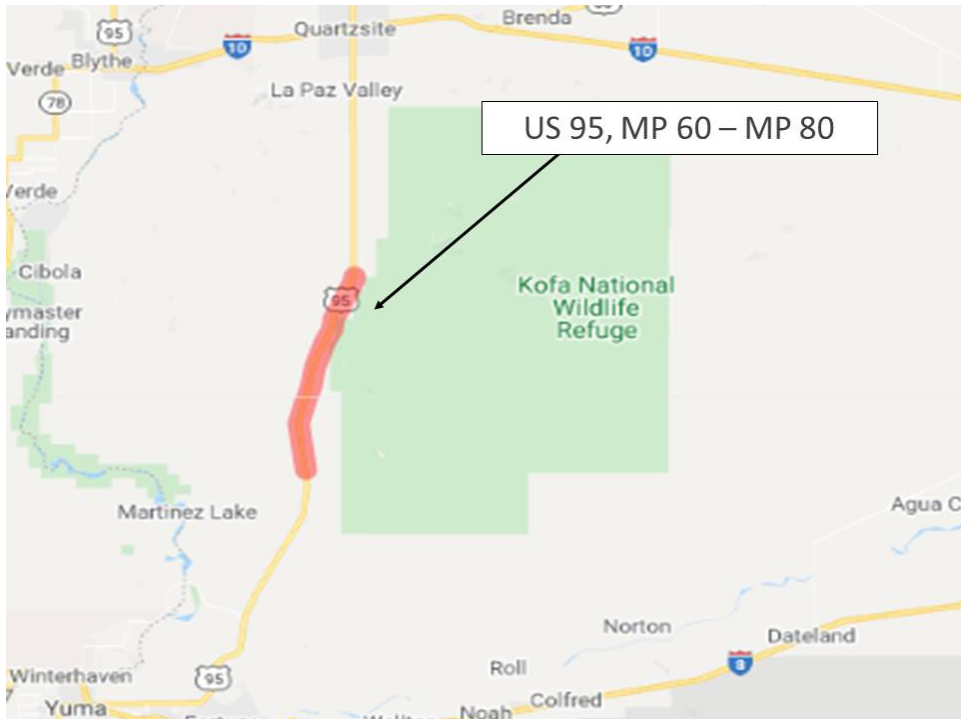 95
Quartzsite
Brenda
10
10
Verde
Blythe
78
La Paz Valley
US 95, MP 60 – MP 80
Verde
Cibola
95
Kofa National
Wildlife
Refuge
ymaster
anding
Martinez Lake
Agua C
Norton
Dateland
8
Winterhaven
95
Roll
Colfred
Yuma
Noah